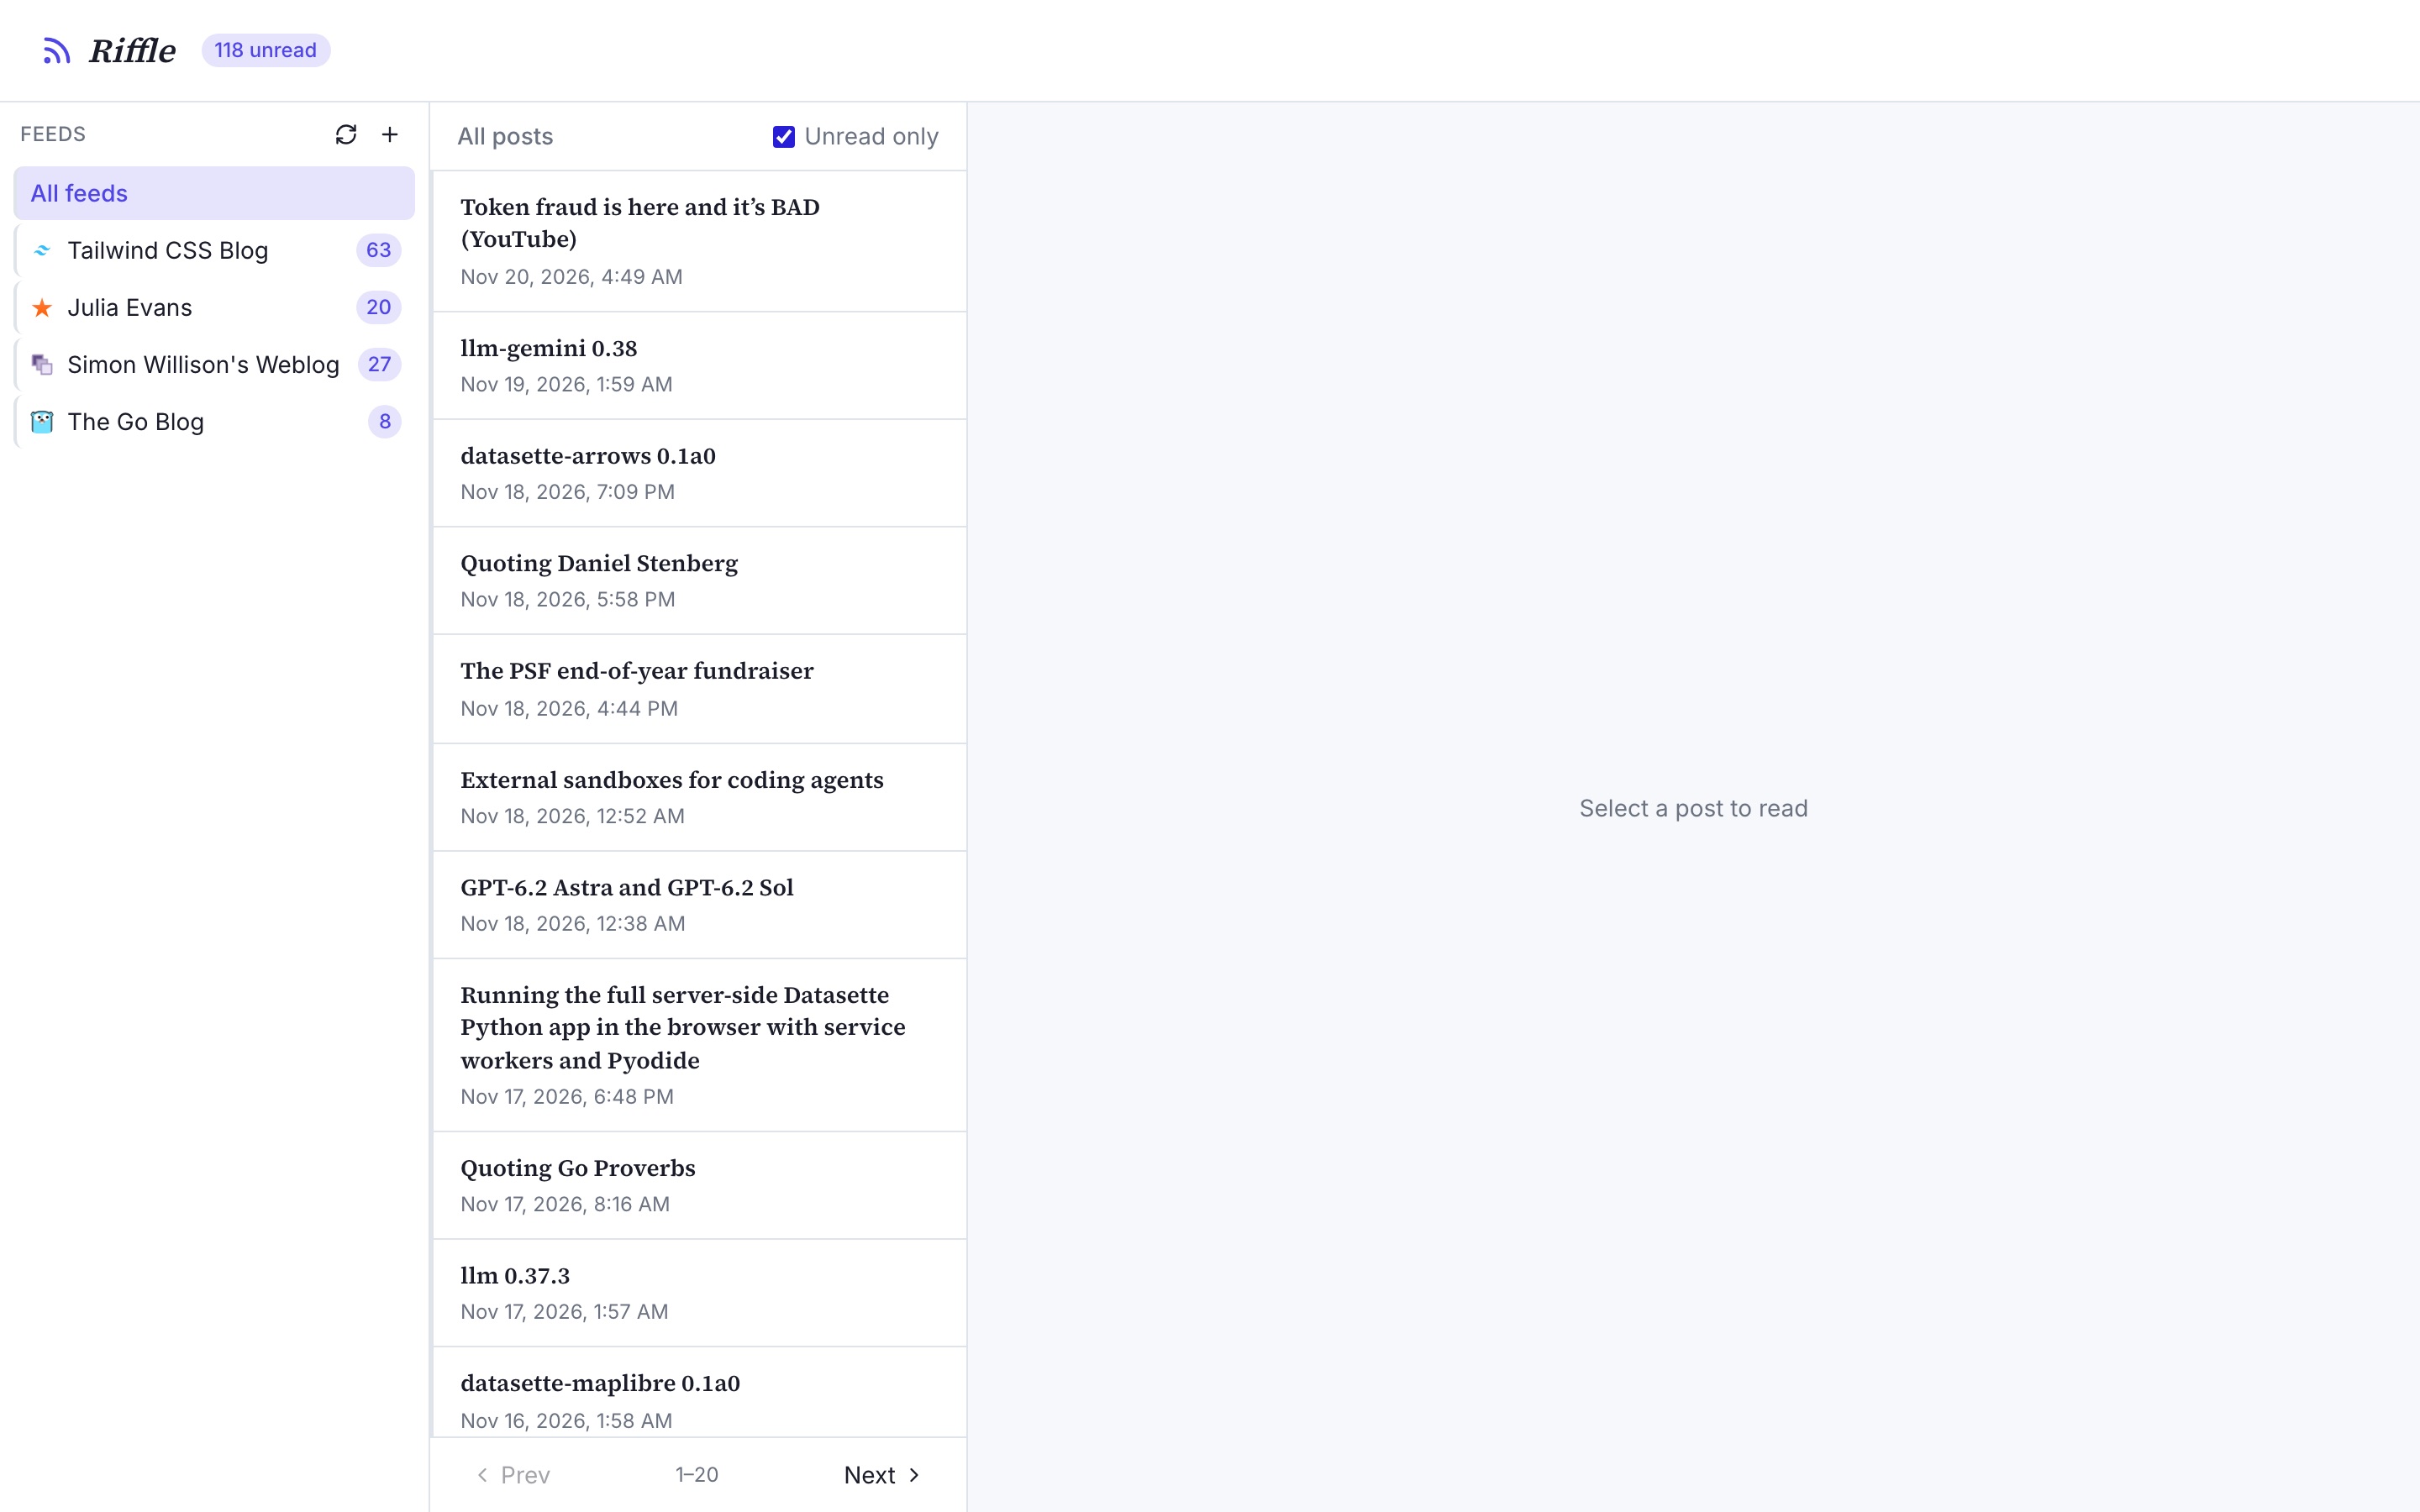 Riffle
118 unread
FEEDS
All feeds
Tailwind CSS Blog
63
Julia Evans
20
Simon Willison's Weblog
27
The Go Blog
8
All posts
Unread only
Token fraud is here and it’s BAD
(YouTube)
Nov 20, 2026, 4:49 AM
llm-gemini 0.38
Nov 19, 2026, 1:59 AM
datasette-arrows 0.1a0
Nov 18, 2026, 7:09 PM
Quoting Daniel Stenberg
Nov 18, 2026, 5:58 PM
The PSF end-of-year fundraiser
Nov 18, 2026, 4:44 PM
External sandboxes for coding agents
Nov 18, 2026, 12:52 AM
GPT-6.2 Astra and GPT-6.2 Sol
Nov 18, 2026, 12:38 AM
Running the full server-side Datasette
Python app in the browser with service
workers and Pyodide
Nov 17, 2026, 6:48 PM
Quoting Go Proverbs
Nov 17, 2026, 8:16 AM
llm 0.37.3
Nov 17, 2026, 1:57 AM
datasette-maplibre 0.1a0
Nov 16, 2026, 1:58 AM
Prev
1–20
Next
Select a post to read